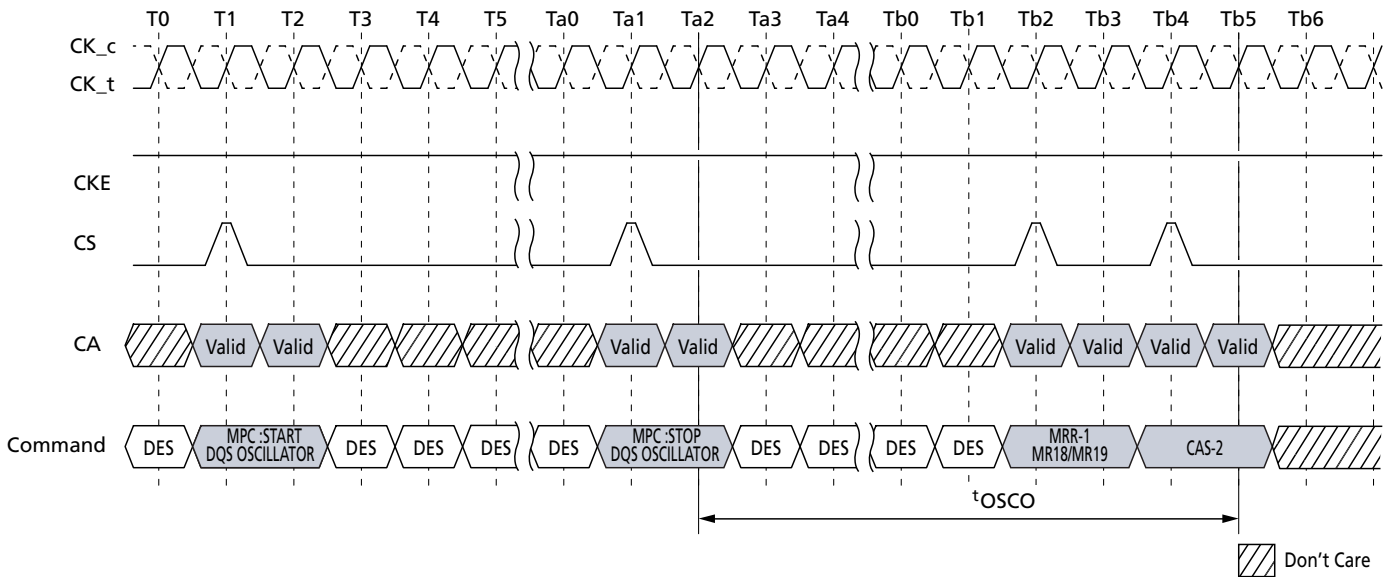 T0 T1 T2 T3 T4 T5 Ta0 Ta1 Ta2 Ta3 Ta4 Tb0 Tb1 Tb2 Tb3 Tb4 Tb5 Tb6
CK_c
CK_t
CKE
CS
CA Valid Valid Valid Valid Valid Valid Valid Valid
Command DES MPC :START DES DES DES DES MPC :STOP DES DES DES DES MRR-1 CAS-2
DQS OSCILLATOR DQS OSCILLATOR MR18/MR19
tOSCO
Don't Care